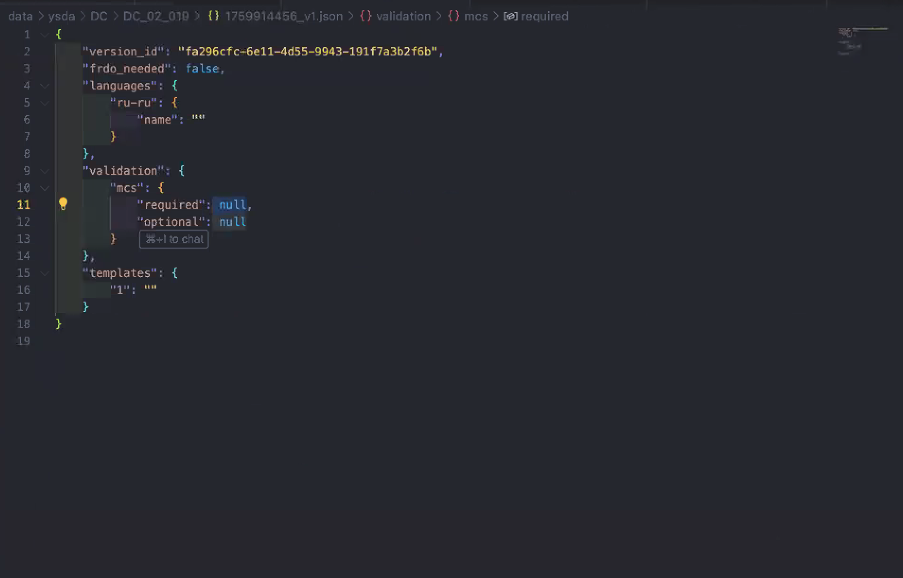 data > ysda > DC > DC_02_019 > {} 1759914456_v1.json > {} validation > {} mcs > required
1 {
2 "version_id": "fa296cfc-6e11-4d55-9943-191f7a3b2f6b",
3 "frdo_needed": false,
4 "languages": {
5 "ru-ru": {
6 "name": ""
7 }
8 },
9 "validation": {
10 "mcs": {
11 "required": null,
12 "optional": null
13 } ⌘+I to chat
14 },
15 "templates": {
16 "1": ""
17 }
18 }
19